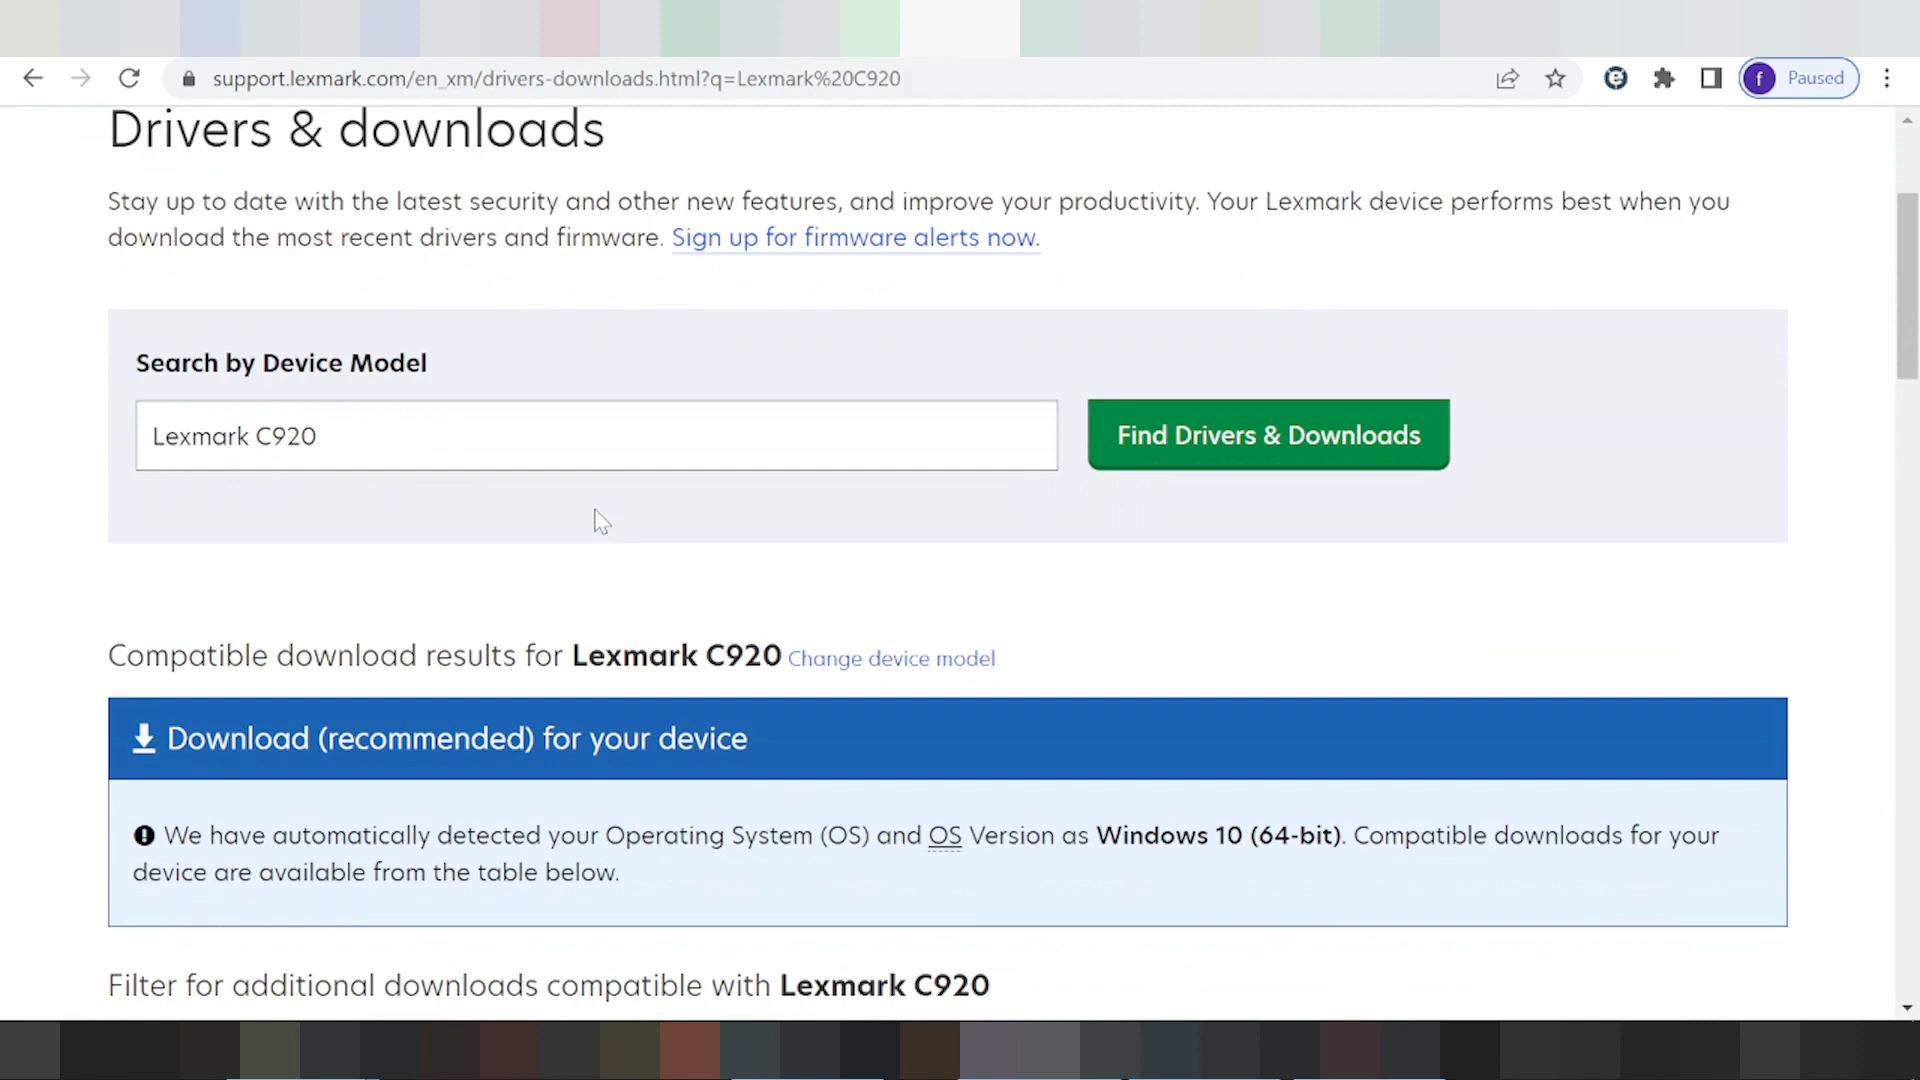 support.lexmark.com/en_xm/drivers-downloads.html?q=Lexmark%20C920
f Paused
Drivers & downloads
Stay up to date with the latest security and other new features, and improve your productivity. Your Lexmark device performs best when you
download the most recent drivers and firmware. Sign up for firmware alerts now.
Search by Device Model
Lexmark C920
Find Drivers & Downloads
Compatible download results for Lexmark C920 Change device model
Download (recommended) for your device
We have automatically detected your Operating System (OS) and OS Version as Windows 10 (64-bit). Compatible downloads for your
device are available from the table below.
Filter for additional downloads compatible with Lexmark C920